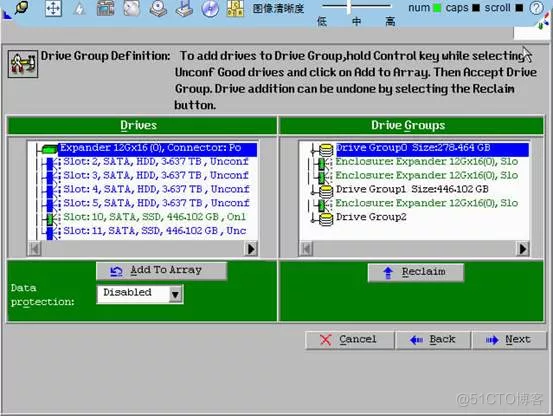 图像清晰度
低 中 高
num caps scroll
Drive Group Definition: To add drives to Drive Group,hold Control key while selecting
Unconf Good drives and click on Add to Array. Then Accept Drive
Group. Drive addition can be undone by selecting the Reclaim
button.
Drives
Expander 12Gx16 (0), Connector: Po
Slot: 2, SATA, HDD, 3.637 TB , Unconf
Slot: 3, SATA, HDD, 3.637 TB , Unconf
Slot: 4, SATA, HDD, 3.637 TB , Unconf
Slot: 5, SATA, HDD, 3.637 TB , Unconf
Slot: 10, SATA, SSD, 446.102 GB , Onl
Slot: 11, SATA, SSD, 446.102 GB , Unc
Add To Array
Data
protection:
Disabled
Drive Groups
Drive Group0 Size:278.464 GB
Enclosure: Expander 12Gx16(0), Slo
Enclosure: Expander 12Gx16(0), Slo
Drive Group1 Size:446.102 GB
Enclosure: Expander 12Gx16(0), Slo
Drive Group2
Reclaim
Cancel
Back
Next
@51CTO博客